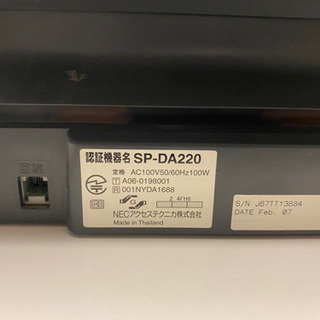 回線
認証機器名 SP-DA220
定格 AC100V50/60Hz100W
T A06-0198001
R 001NYDA1688
2.4FH8
NECアクセステクニカ株式会社
Made in Thailand
S/N J67TT13884
DATE Feb. 07